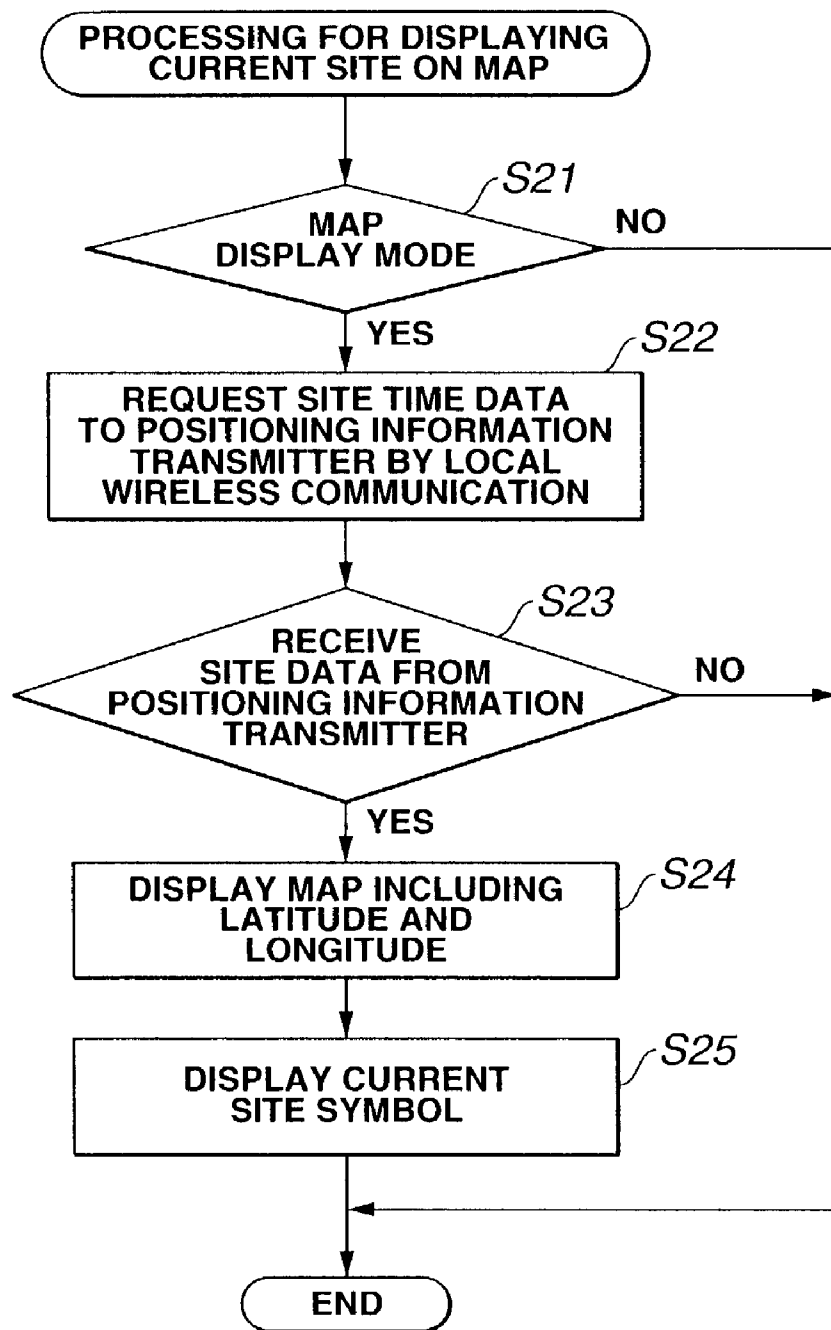 PROCESSING FOR DISPLAYING
CURRENT SITE ON MAP
S21
MAP
DISPLAY MODE
NO
YES
S22
REQUEST SITE TIME DATA
TO POSITIONING INFORMATION
TRANSMITTER BY LOCAL
WIRELESS COMMUNICATION
S23
RECEIVE
SITE DATA FROM
POSITIONING INFORMATION
TRANSMITTER
NO
YES
S24
DISPLAY MAP INCLUDING
LATITUDE AND
LONGITUDE
S25
DISPLAY CURRENT
SITE SYMBOL
END